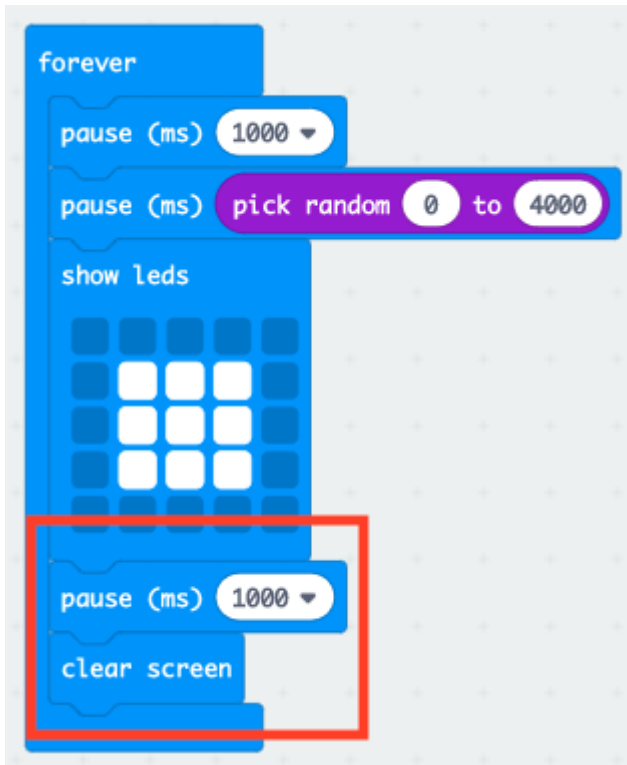 forever
pause (ms) 1000
pause (ms) pick random 0 to 4000
show leds
pause (ms) 1000
clear screen